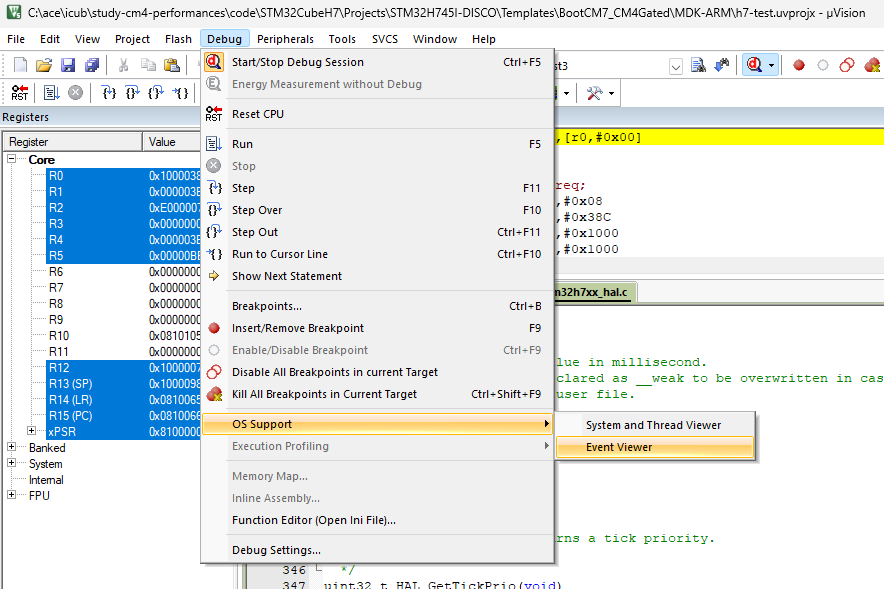 C:\ace\icub\study-cm4-performances\code\STM32CubeH7\Projects\STM32H745I-DISCO\Templates\BootCM7_CM4Gated\MDK-ARM\h7-test.uvprojx - µVision
File Edit View Project Flash Debug Peripherals Tools SVCS Window Help
Start/Stop Debug Session Ctrl+F5
Energy Measurement without Debug
Reset CPU
Run F5
Stop
Step F11
Step Over F10
Step Out Ctrl+F11
Run to Cursor Line Ctrl+F10
Show Next Statement
Breakpoints... Ctrl+B
Insert/Remove Breakpoint F9
Enable/Disable Breakpoint Ctrl+F9
Disable All Breakpoints in current Target
Kill All Breakpoints in Current Target Ctrl+Shift+F9
OS Support
Execution Profiling
Memory Map...
Inline Assembly...
Function Editor (Open Ini File)...
Debug Settings...
System and Thread Viewer
Event Viewer
RST
RST
Registers
Register Value
Core
R0 0x1000038
R1 0x000003E
R2 0xE000007
R3 0x0000000
R4 0x000003E
R5 0x00000BE
R6 0x0000000
R7 0x0000000
R8 0x0000000
R9 0x0000000
R10 0x0810105
R11 0x0000000
R12 0x1000007
R13 (SP) 0x1000098
R14 (LR) 0x0810065
R15 (PC) 0x0810066
xPSR 0x8100000
Banked
System
Internal
FPU
st3
,[r0,#0x00]
req;
,#0x08
,#0x38C
,#0x1000
,#0x1000
m32h7xx_hal.c
lue in millisecond.
clared as __weak to be overwritten in cas
user file.
rns a tick priority.
346 */
347 uint32_t HAL_GetTickPrio(void)